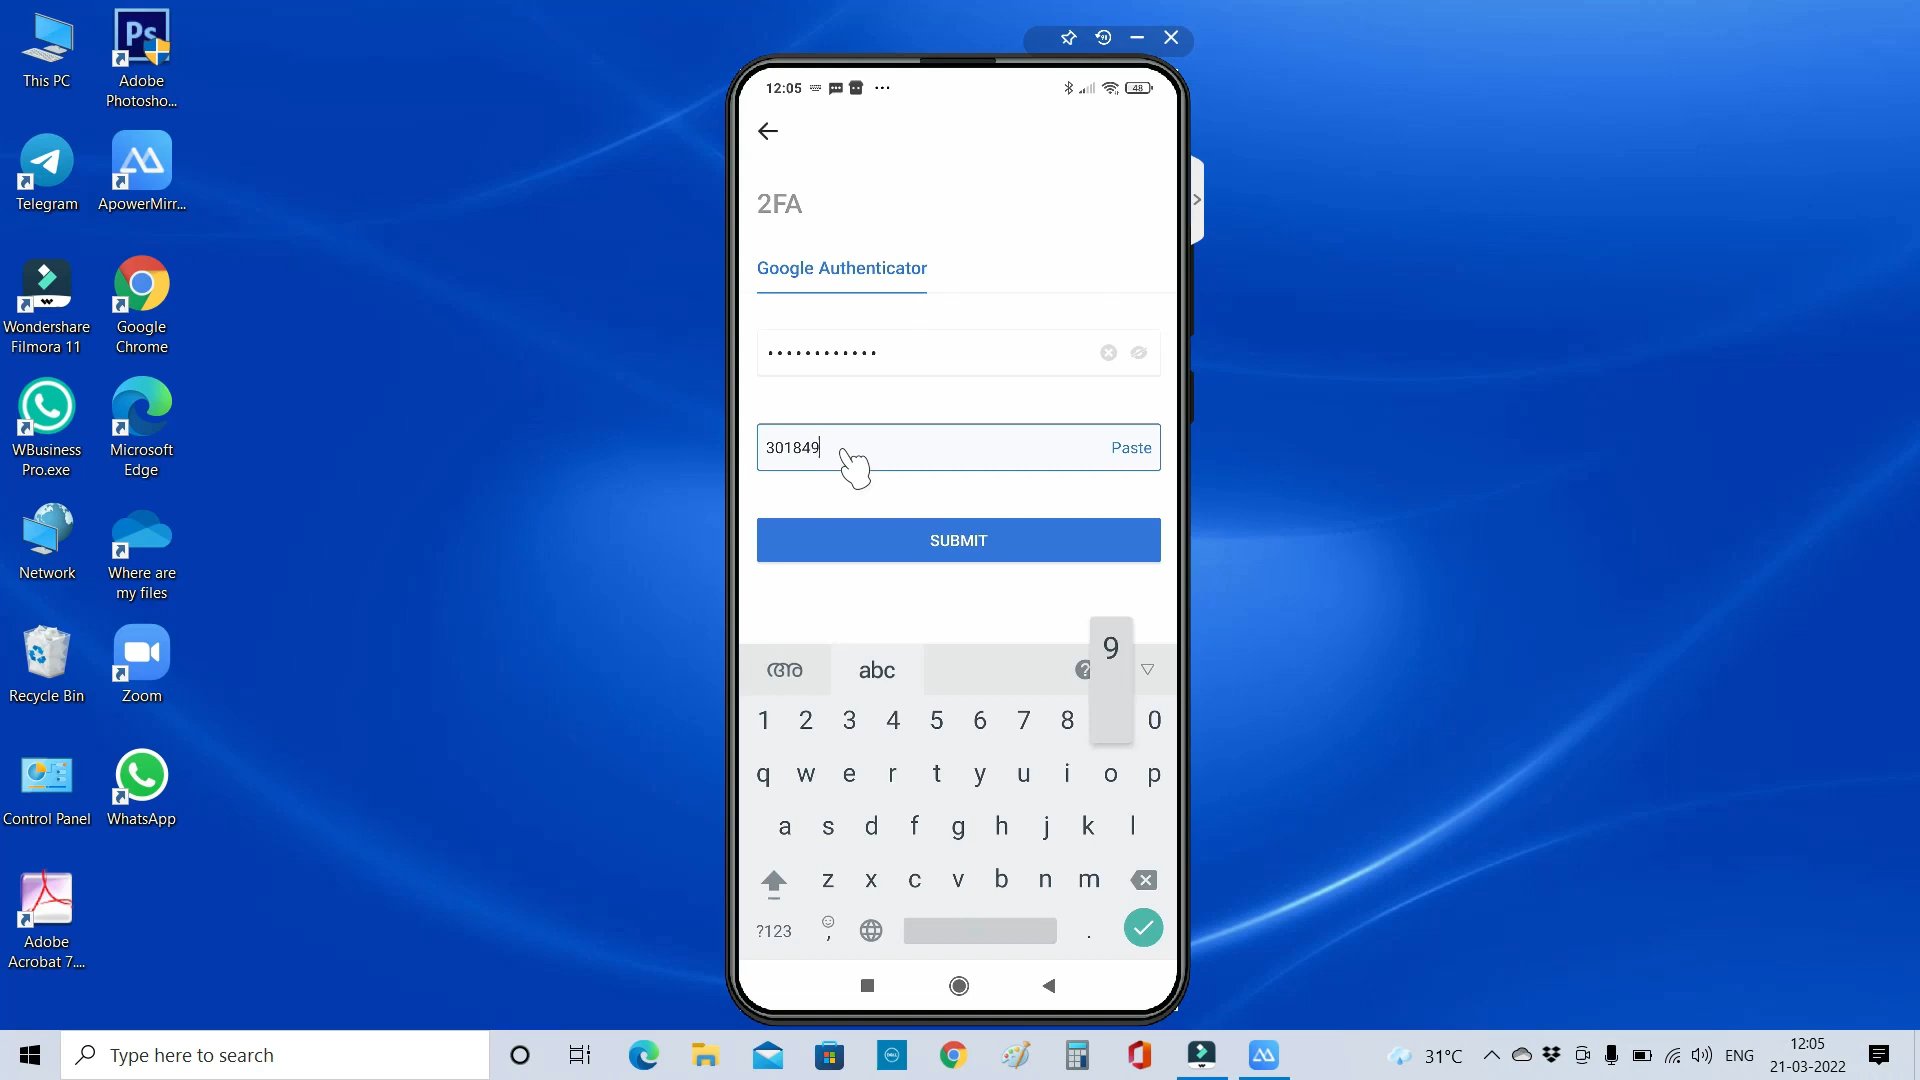 This PC
Adobe
Photosho...
Telegram
ApowerMirr...
Wondershare
Filmora 11
Google
Chrome
WBusiness
Pro.exe
Microsoft
Edge
Network
Where are
my files
Recycle Bin
Zoom
Control Panel
WhatsApp
Adobe
Acrobat 7....
12:05
48
2FA
Google Authenticator
••••••••••••
301849
Paste
SUBMIT
9
അ
abc
1 2 3 4 5 6 7 8 0
q w e r t y u i o p
a s d f g h j k l
z x c v b n m
?123 , .
Type here to search
31°C
ENG
12:05
21-03-2022